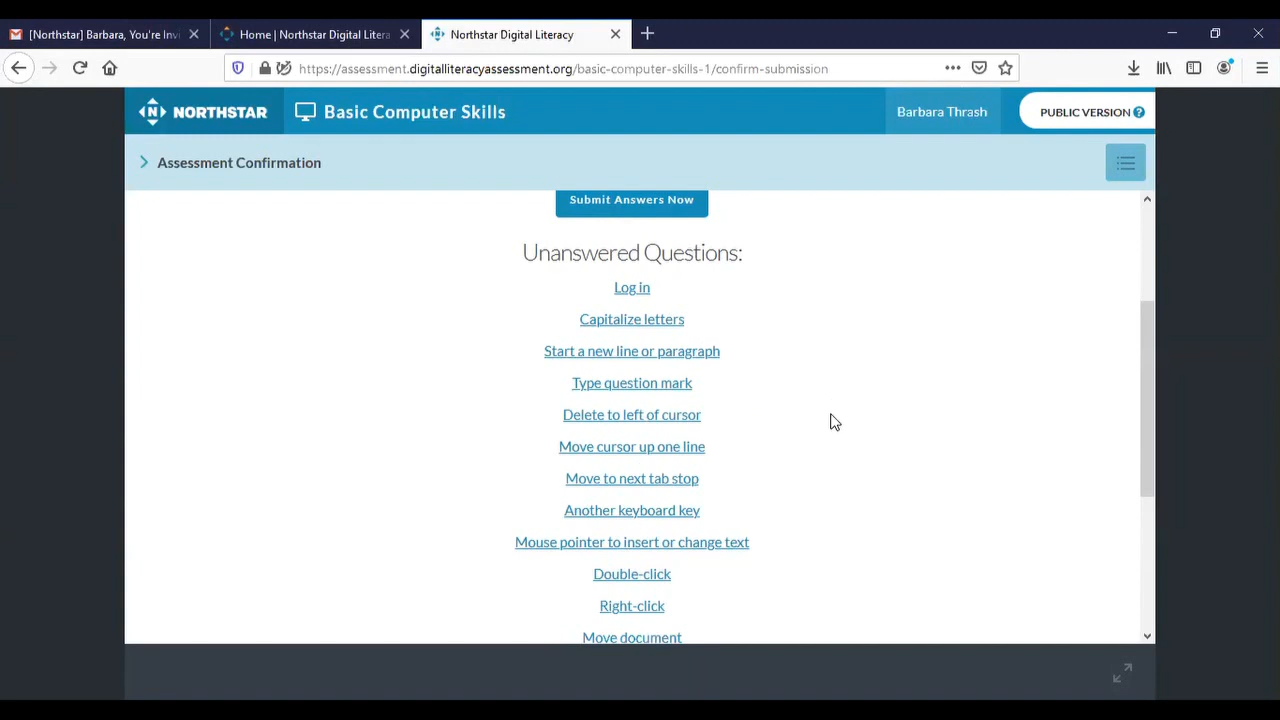 [Northstar] Barbara, You're Invi
Home | Northstar Digital Litera
Northstar Digital Literacy
https://assessment.digitalliteracyassessment.org/basic-computer-skills-1/confirm-submission
NORTHSTAR
Basic Computer Skills
Barbara Thrash
PUBLIC VERSION ?
Assessment Confirmation
Submit Answers Now
Unanswered Questions:
Log in
Capitalize letters
Start a new line or paragraph
Type question mark
Delete to left of cursor
Move cursor up one line
Move to next tab stop
Another keyboard key
Mouse pointer to insert or change text
Double-click
Right-click
Move document